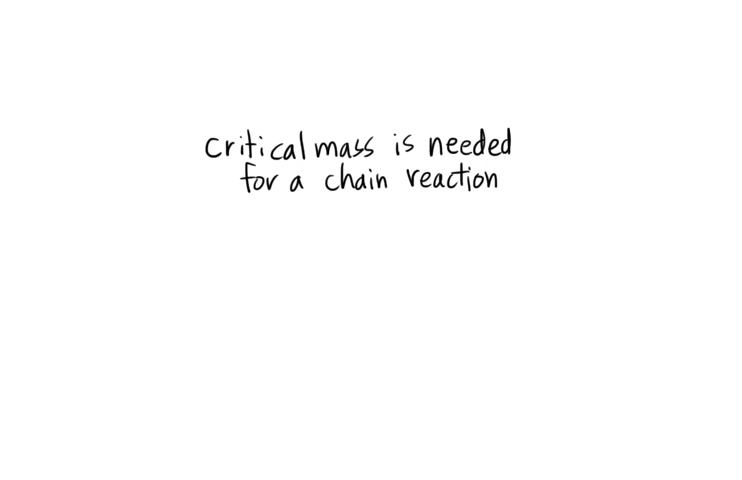 critical mass is needed
for a chain reaction